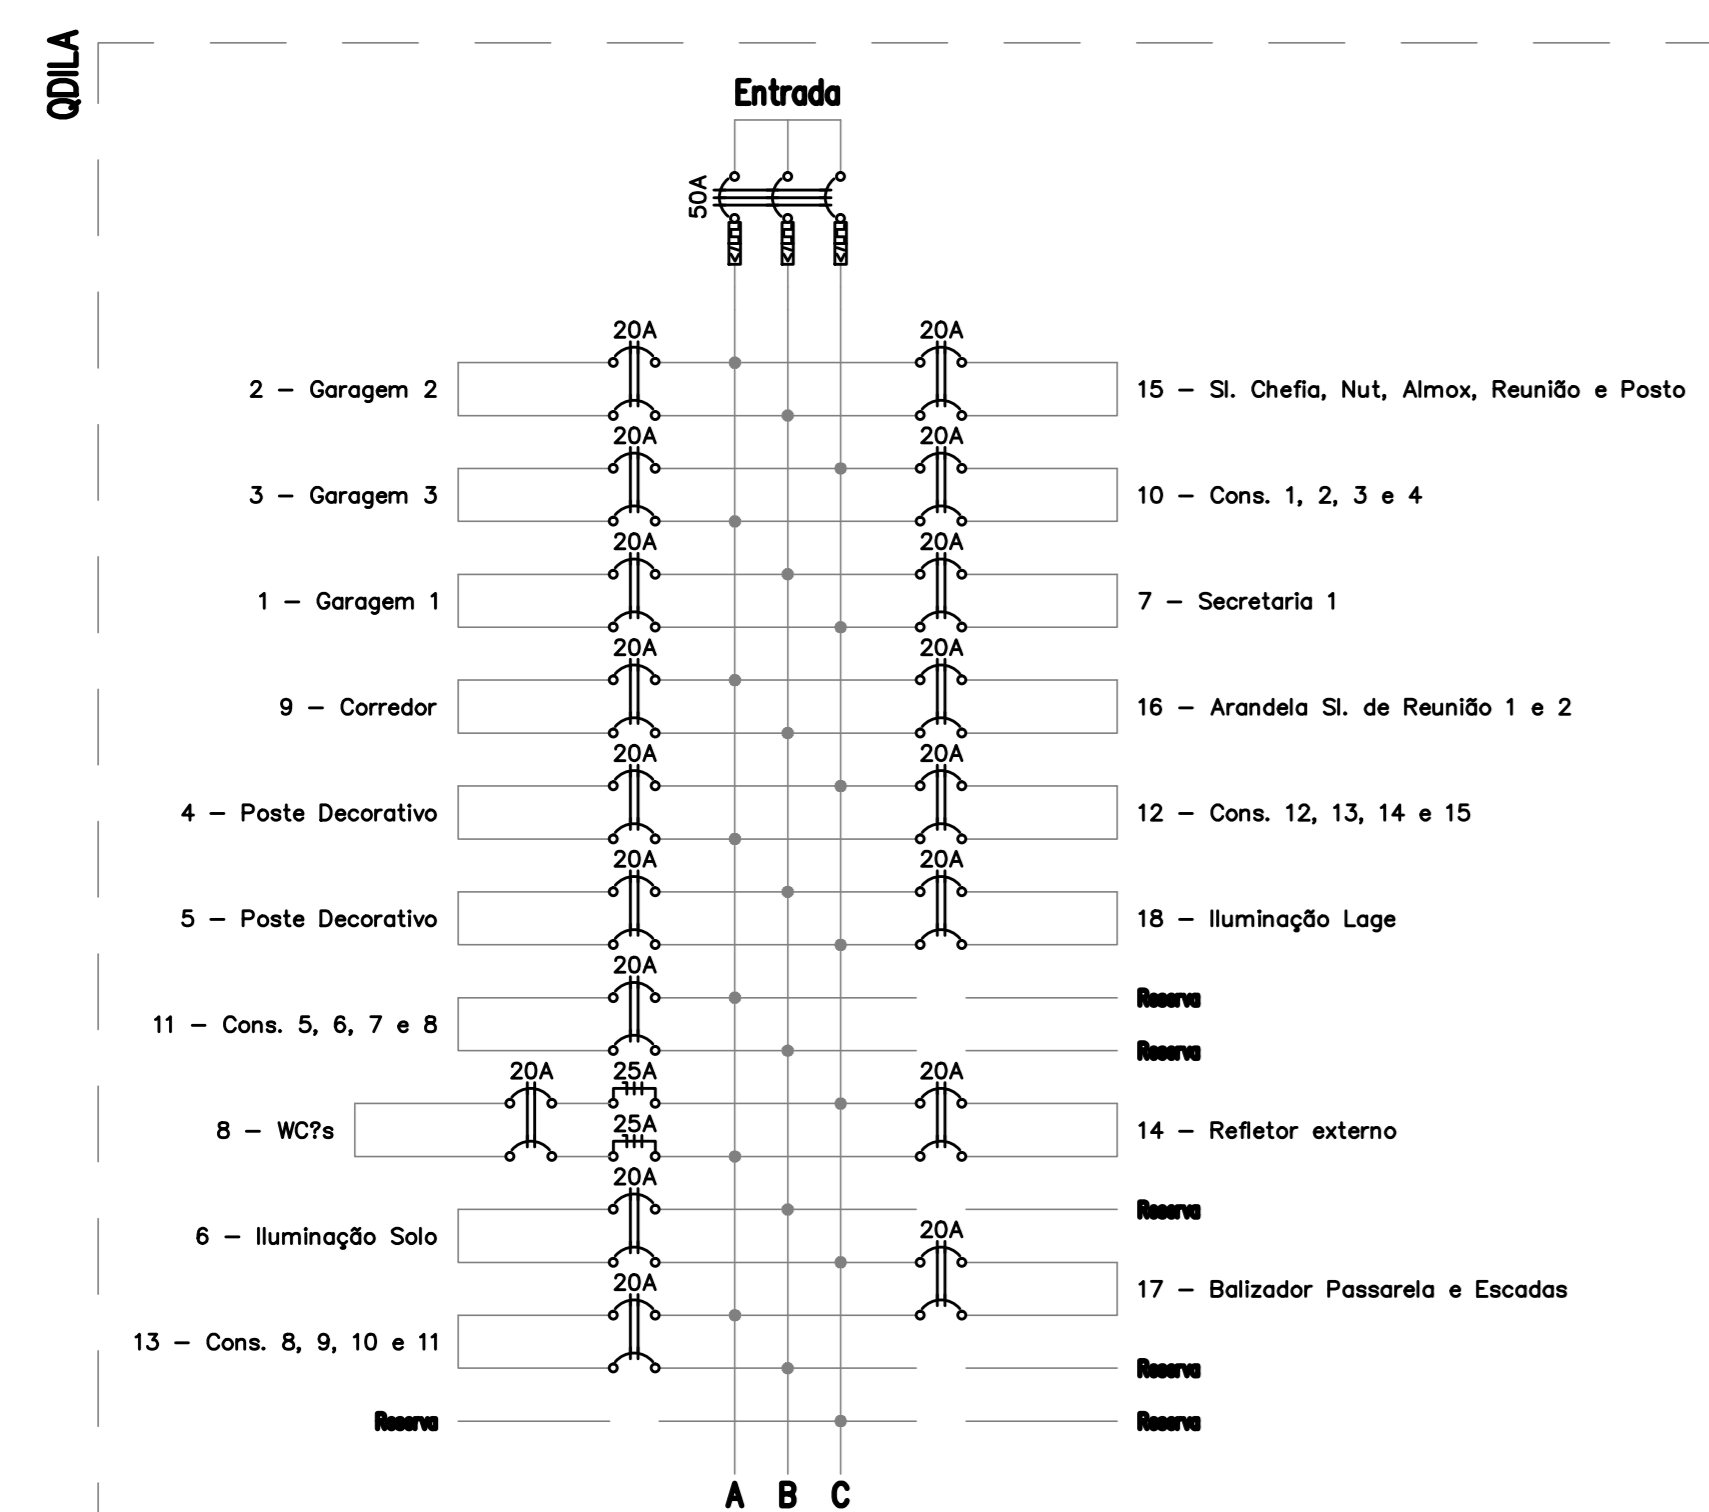 QDILA
Entrada
50A
20A 20A
2 – Garagem 2 15 – Sl. Chefia, Nut, Almox, Reunião e Posto
20A 20A
3 – Garagem 3 10 – Cons. 1, 2, 3 e 4
20A 20A
1 – Garagem 1 7 – Secretaria 1
20A 20A
9 – Corredor 16 – Arandela Sl. de Reunião 1 e 2
20A 20A
4 – Poste Decorativo 12 – Cons. 12, 13, 14 e 15
20A 20A
5 – Poste Decorativo 18 – Iluminação Lage
20A
Reserva
11 – Cons. 5, 6, 7 e 8
Reserva
20A 25A 20A
25A
8 – WC?s 14 – Refletor externo
20A
Reserva
6 – Iluminação Solo
20A
20A
17 – Balizador Passarela e Escadas
13 – Cons. 8, 9, 10 e 11
Reserva
Reserva Reserva
A B C